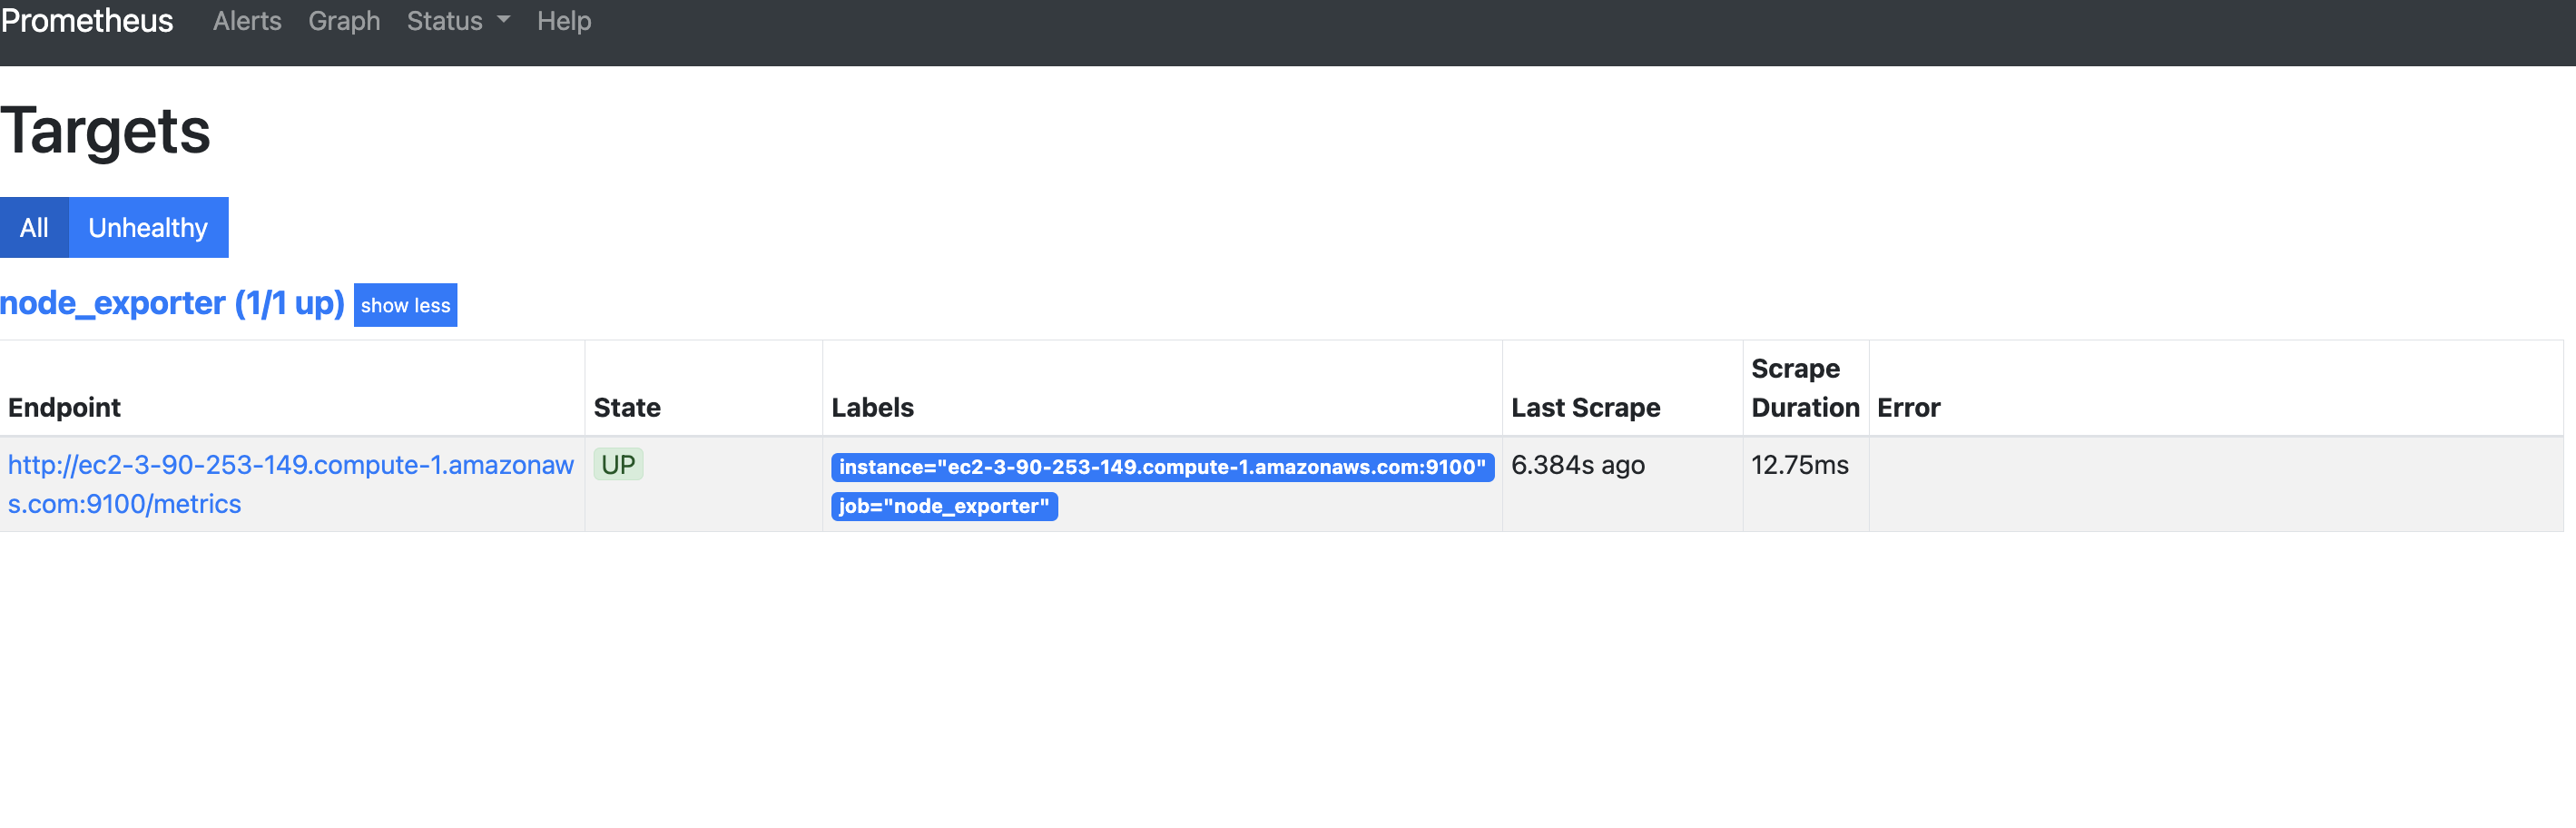 Prometheus Alerts Graph Status Help
Targets
All Unhealthy
node_exporter (1/1 up) show less
Endpoint State Labels Last Scrape Scrape Duration Error
http://ec2-3-90-253-149.compute-1.amazonaw
s.com:9100/metrics
UP
instance="ec2-3-90-253-149.compute-1.amazonaws.com:9100"
job="node_exporter"
6.384s ago
12.75ms